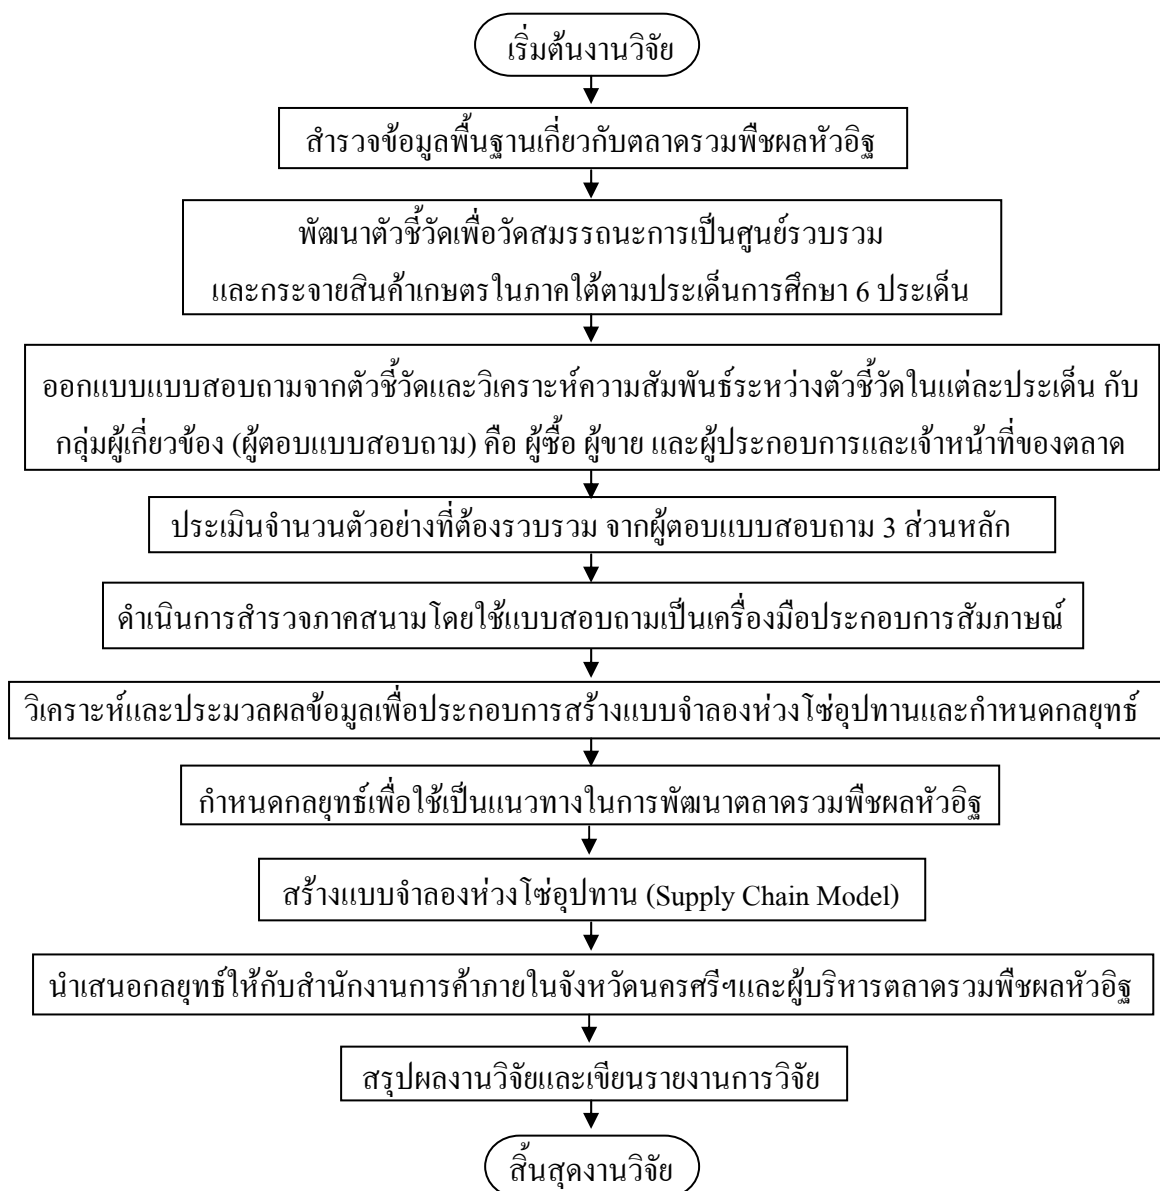 เริ่มต้นงานวิจัย
สำรวจข้อมูลพื้นฐานเกี่ยวกับตลาดรวมพืชผลหัวอิฐ
พัฒนาตัวชี้วัดเพื่อวัดสมรรถนะการเป็นศูนย์รวบรวม
และกระจายสินค้าเกษตรในภาคใต้ตามประเด็นการศึกษา 6 ประเด็น
ออกแบบแบบสอบถามจากตัวชี้วัดและวิเคราะห์ความสัมพันธ์ระหว่างตัวชี้วัดในแต่ละประเด็น กับ
กลุ่มผู้เกี่ยวข้อง (ผู้ตอบแบบสอบถาม) คือ ผู้ซื้อ ผู้ขาย และผู้ประกอบการและเจ้าหน้าที่ของตลาด
ประเมินจำนวนตัวอย่างที่ต้องรวบรวม จากผู้ตอบแบบสอบถาม 3 ส่วนหลัก
ดำเนินการสำรวจภาคสนามโดยใช้แบบสอบถามเป็นเครื่องมือประกอบการสัมภาษณ์
วิเคราะห์และประมวลผลข้อมูลเพื่อประกอบการสร้างแบบจำลองห่วงโซ่อุปทานและกำหนดกลยุทธ์
กำหนดกลยุทธ์เพื่อใช้เป็นแนวทางในการพัฒนาตลาดรวมพืชผลหัวอิฐ
สร้างแบบจำลองห่วงโซ่อุปทาน (Supply Chain Model)
นำเสนอกลยุทธ์ให้กับสำนักงานการค้าภายในจังหวัดนครศรีฯและผู้บริหารตลาดรวมพืชผลหัวอิฐ
สรุปผลงานวิจัยและเขียนรายงานการวิจัย
สิ้นสุดงานวิจัย